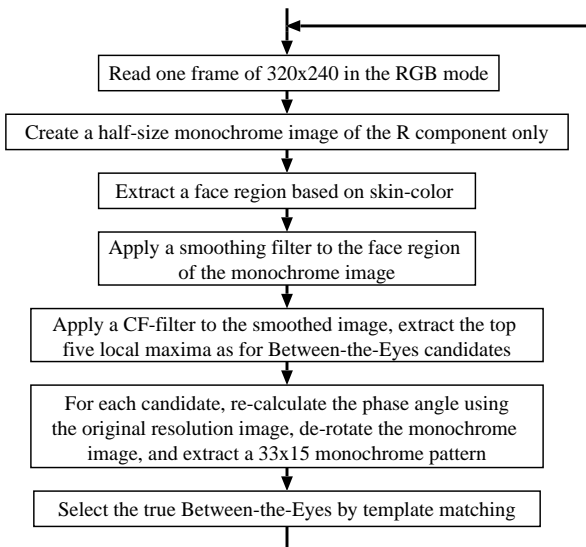 Read one frame of 320x240 in the RGB mode
Create a half-size monochrome image of the R component only
Extract a face region based on skin-color
Apply a smoothing filter to the face region
of the monochrome image
Apply a CF-filter to the smoothed image, extract the top
five local maxima as for Between-the-Eyes candidates
For each candidate, re-calculate the phase angle using
the original resolution image, de-rotate the monochrome
image, and extract a 33x15 monochrome pattern
Select the true Between-the-Eyes by template matching